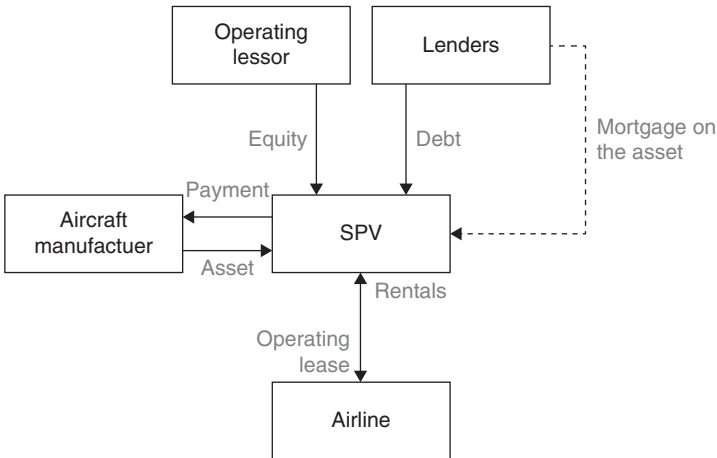 Operating
lessor
Lenders
Equity
Debt
Mortgage on
the asset
Payment
Aircraft
manufactuer
SPV
Asset
Rentals
Operating
lease
Airline